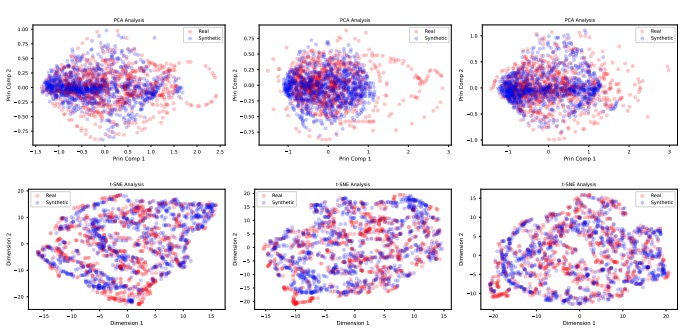 PCA Analysis
Real
Synthetic
Prin Comp 2
1.00
0.75
0.50
0.25
0.00
−0.25
−0.50
−0.75
−1.5 −1.0 −0.5 0.0 0.5 1.0 1.5 2.0 2.5
Prin Comp 1
PCA Analysis
Real
Synthetic
Prin Comp 2
0.75
0.50
0.25
0.00
−0.25
−0.50
−0.75
−1 0 1 2 3
Prin Comp 1
PCA Analysis
Real
Synthetic
Prin Comp 2
1.0
0.5
0.0
−0.5
−1.0
−1 0 1 2 3
Prin Comp 1
t-SNE Analysis
Real
Synthetic
Dimension 2
20
10
0
−10
−20
−15 −10 −5 0 5 10 15
Dimension 1
t-SNE Analysis
Real
Synthetic
Dimension 2
20
15
10
5
0
−5
−10
−15
−20
−15 −10 −5 0 5 10 15
Dimension 1
t-SNE Analysis
Real
Synthetic
Dimension 2
15
10
5
0
−5
−10
−20 −10 0 10 20
Dimension 1